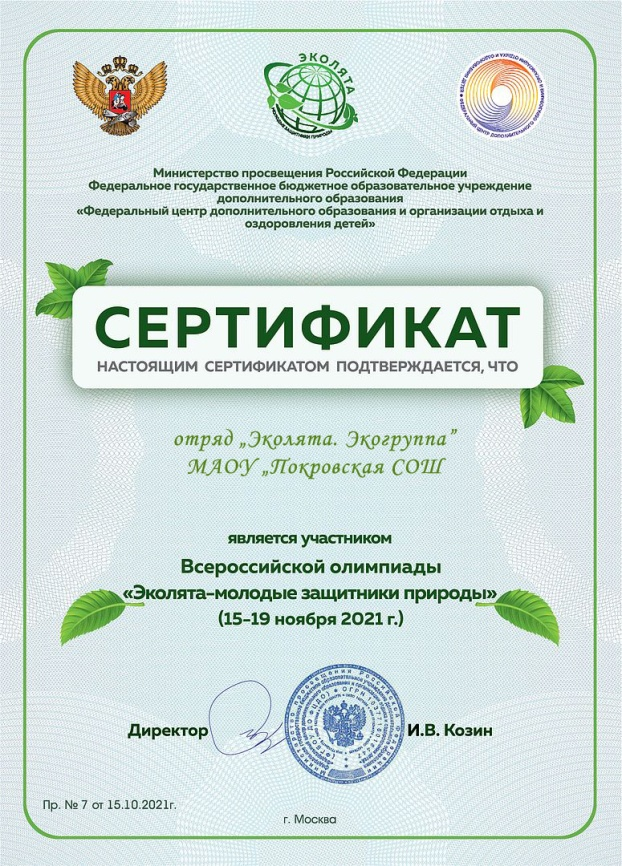 ЭКОЛЯТА
Министерство просвещения Российской Федерации
Федеральное государственное бюджетное образовательное учреждение
дополнительного образования
«Федеральный центр дополнительного образования и организации отдыха и
оздоровления детей»
СЕРТИФИКАТ
НАСТОЯЩИМ СЕРТИФИКАТОМ ПОДТВЕРЖДАЕТСЯ, ЧТО
отряд „Эколята. Экогруппа”
МАОУ „Покровская СОШ
является участником
Всероссийской олимпиады
«Эколята-молодые защитники природы»
(15-19 ноября 2021 г.)
Директор
И.В. Козин
Пр. № 7 от 15.10.2021г.
г. Москва